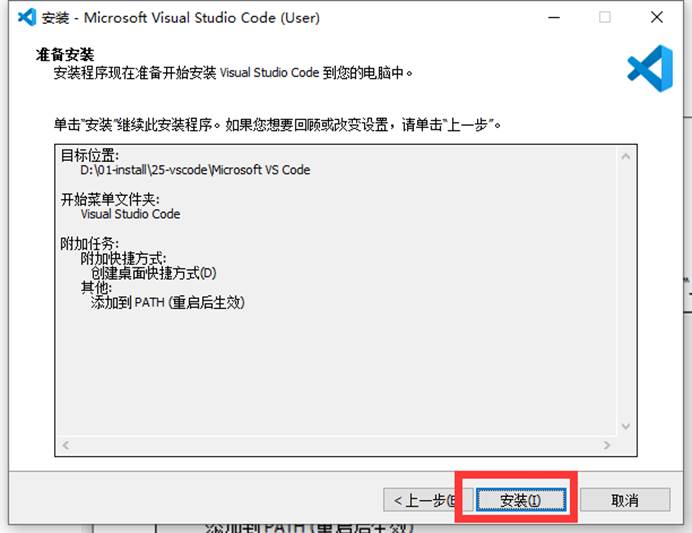 安装 - Microsoft Visual Studio Code (User)
准备安装
安装程序现在准备开始安装 Visual Studio Code 到您的电脑中。
单击“安装”继续此安装程序。如果您想要回顾或改变设置，请单击“上一步”。
目标位置:
D:\01-install\25-vscode\Microsoft VS Code
开始菜单文件夹:
Visual Studio Code
附加任务:
附加快捷方式:
创建桌面快捷方式(D)
其他:
添加到 PATH (重启后生效)
< 上一步(B
安装(I)
取消
添加到 PATH (重启后生效)